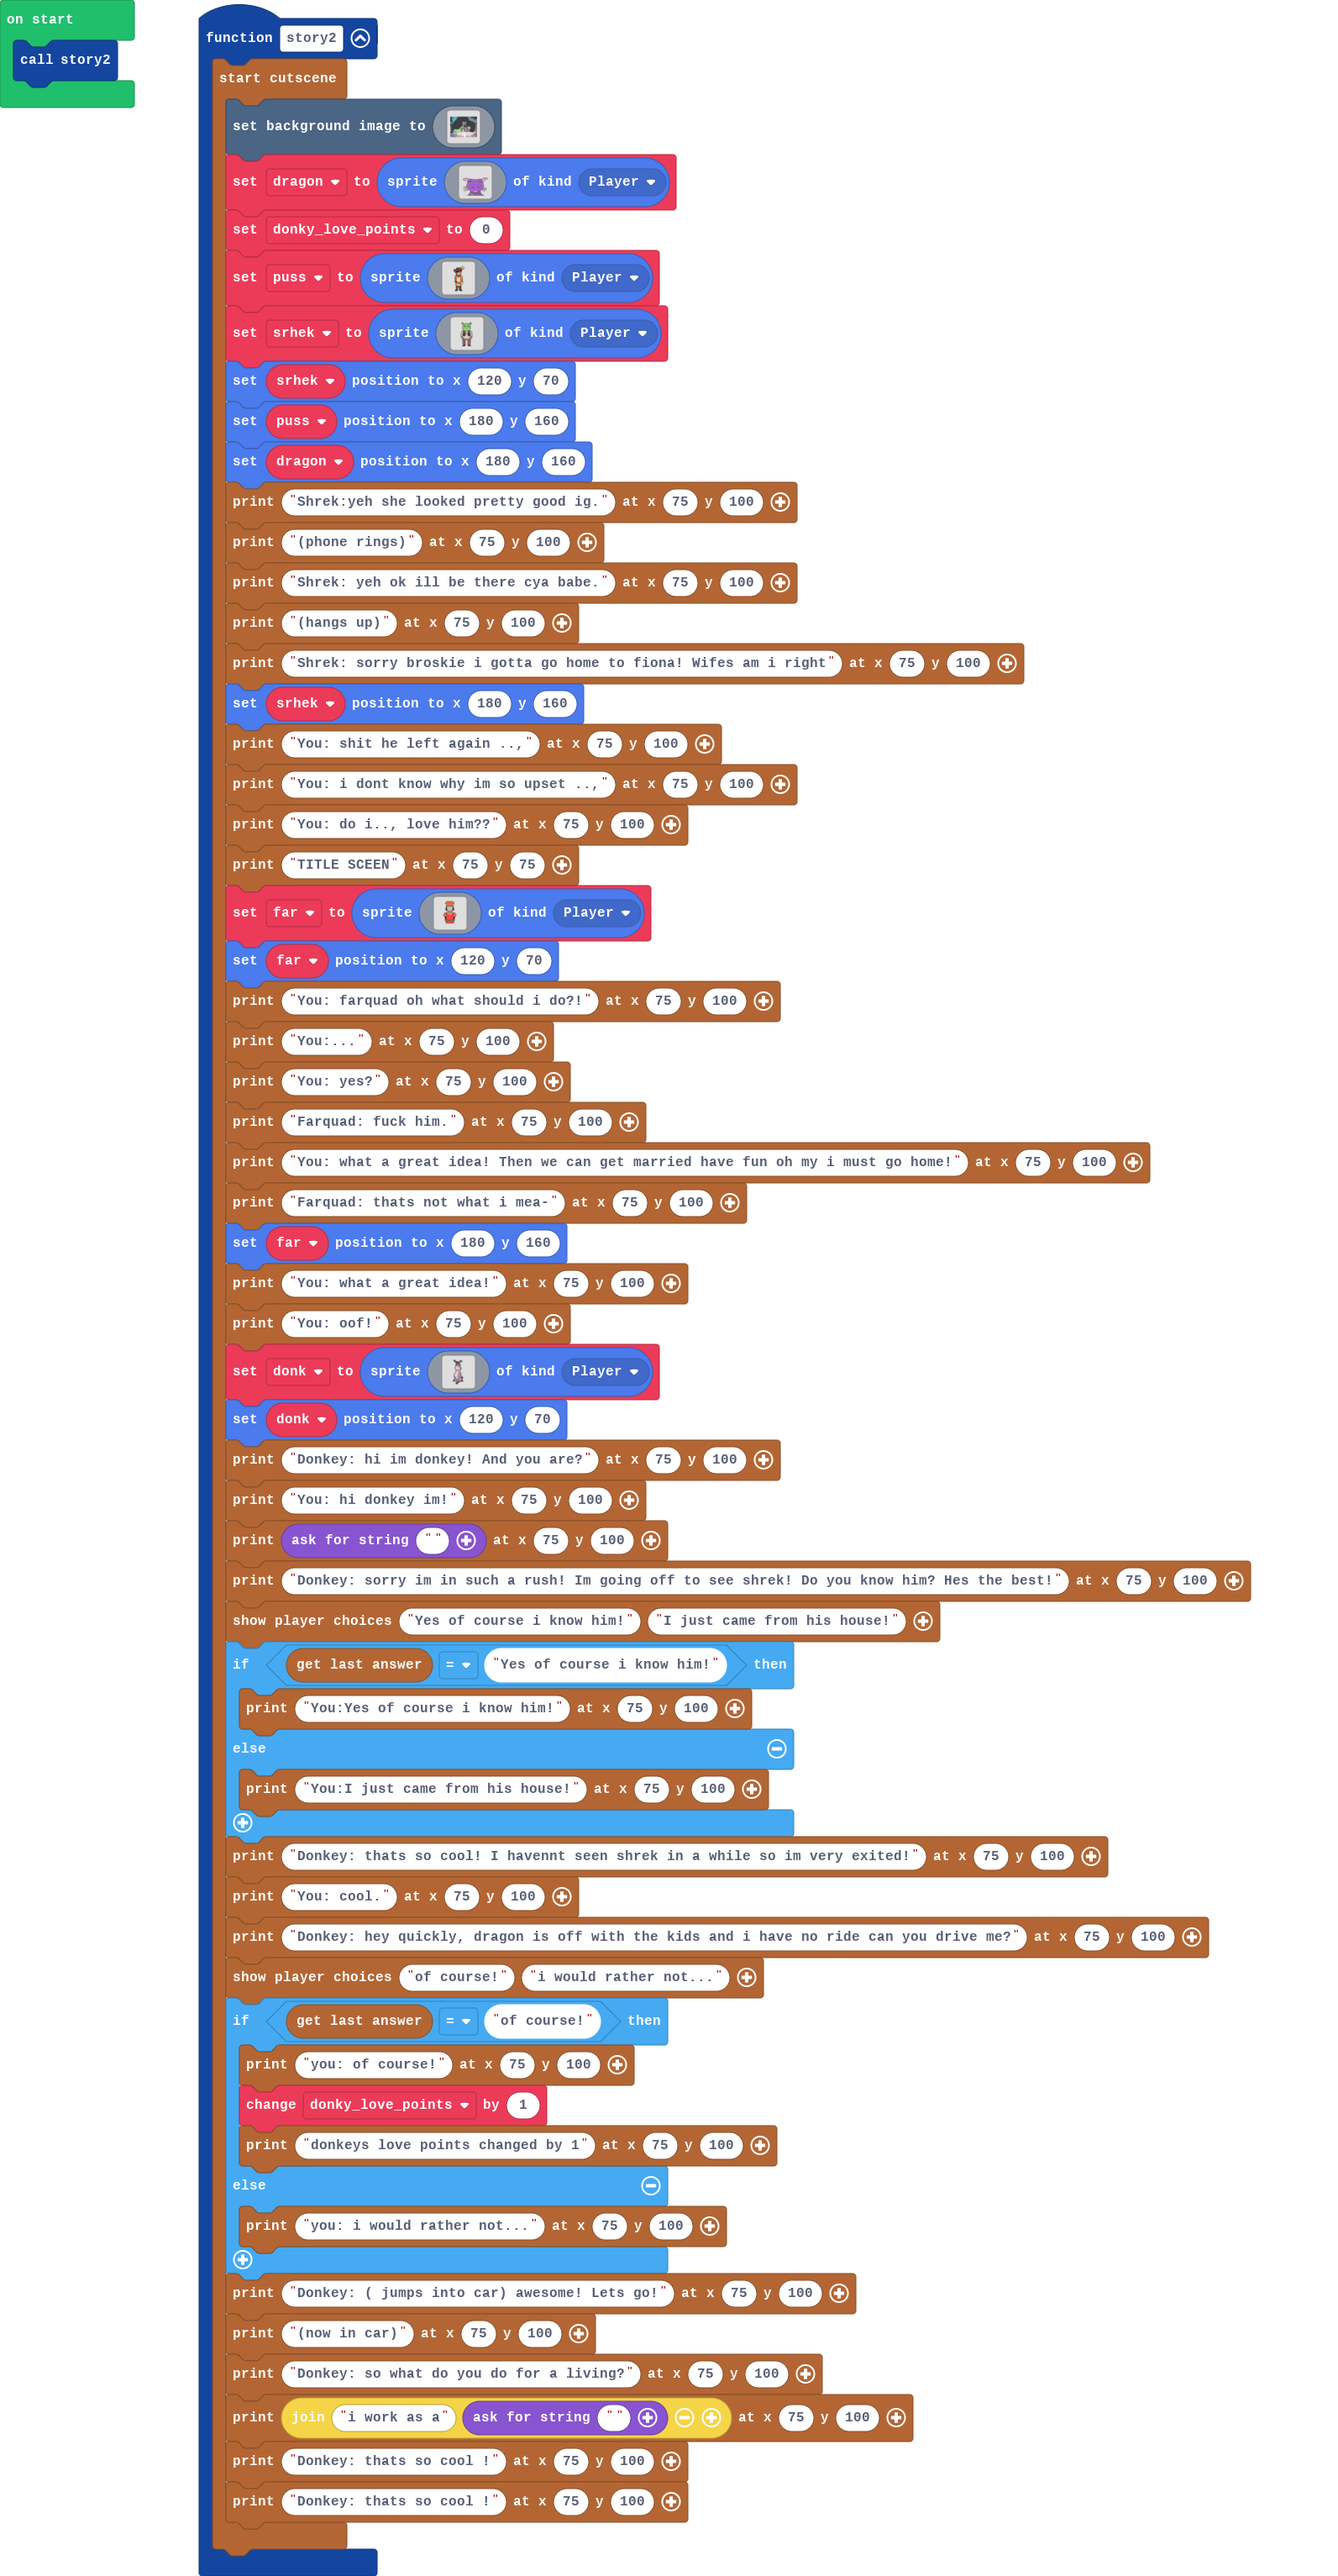 on start
call story2
function story2
start cutscene
set background image to
set dragon to sprite of kind Player
set donky_love_points to 0
set puss to sprite of kind Player
set srhek to sprite of kind Player
set srhek position to x 120 y 70
set puss position to x 180 y 160
set dragon position to x 180 y 160
print "Shrek:yeh she looked pretty good ig." at x 75 y 100
print "(phone rings)" at x 75 y 100
print "Shrek: yeh ok ill be there cya babe." at x 75 y 100
print "(hangs up)" at x 75 y 100
print "Shrek: sorry broskie i gotta go home to fiona! Wifes am i right" at x 75 y 100
set srhek position to x 180 y 160
print "You: shit he left again ..," at x 75 y 100
print "You: i dont know why im so upset ..," at x 75 y 100
print "You: do i.., love him??" at x 75 y 100
print "TITLE SCEEN" at x 75 y 75
set far to sprite of kind Player
set far position to x 120 y 70
print "You: farquad oh what should i do?!" at x 75 y 100
print "You:..." at x 75 y 100
print "You: yes?" at x 75 y 100
print "Farquad: fuck him." at x 75 y 100
print "You: what a great idea! Then we can get married have fun oh my i must go home!" at x 75 y 100
print "Farquad: thats not what i mea-" at x 75 y 100
set far position to x 180 y 160
print "You: what a great idea!" at x 75 y 100
print "You: oof!" at x 75 y 100
set donk to sprite of kind Player
set donk position to x 120 y 70
print "Donkey: hi im donkey! And you are?" at x 75 y 100
print "You: hi donkey im!" at x 75 y 100
print ask for string " " at x 75 y 100
print "Donkey: sorry im in such a rush! Im going off to see shrek! Do you know him? Hes the best!" at x 75 y 100
show player choices "Yes of course i know him!" "I just came from his house!"
if get last answer = "Yes of course i know him!" then
print "You:Yes of course i know him!" at x 75 y 100
else
print "You:I just came from his house!" at x 75 y 100
print "Donkey: thats so cool! I havennt seen shrek in a while so im very exited!" at x 75 y 100
print "You: cool." at x 75 y 100
print "Donkey: hey quickly, dragon is off with the kids and i have no ride can you drive me?" at x 75 y 100
show player choices "of course!" "i would rather not..."
if get last answer = "of course!" then
print "you: of course!" at x 75 y 100
change donky_love_points by 1
print "donkeys love points changed by 1" at x 75 y 100
else
print "you: i would rather not..." at x 75 y 100
print "Donkey: ( jumps into car) awesome! Lets go!" at x 75 y 100
print "(now in car)" at x 75 y 100
print "Donkey: so what do you do for a living?" at x 75 y 100
print join "i work as a" ask for string " " at x 75 y 100
print "Donkey: thats so cool !" at x 75 y 100
print "Donkey: thats so cool !" at x 75 y 100